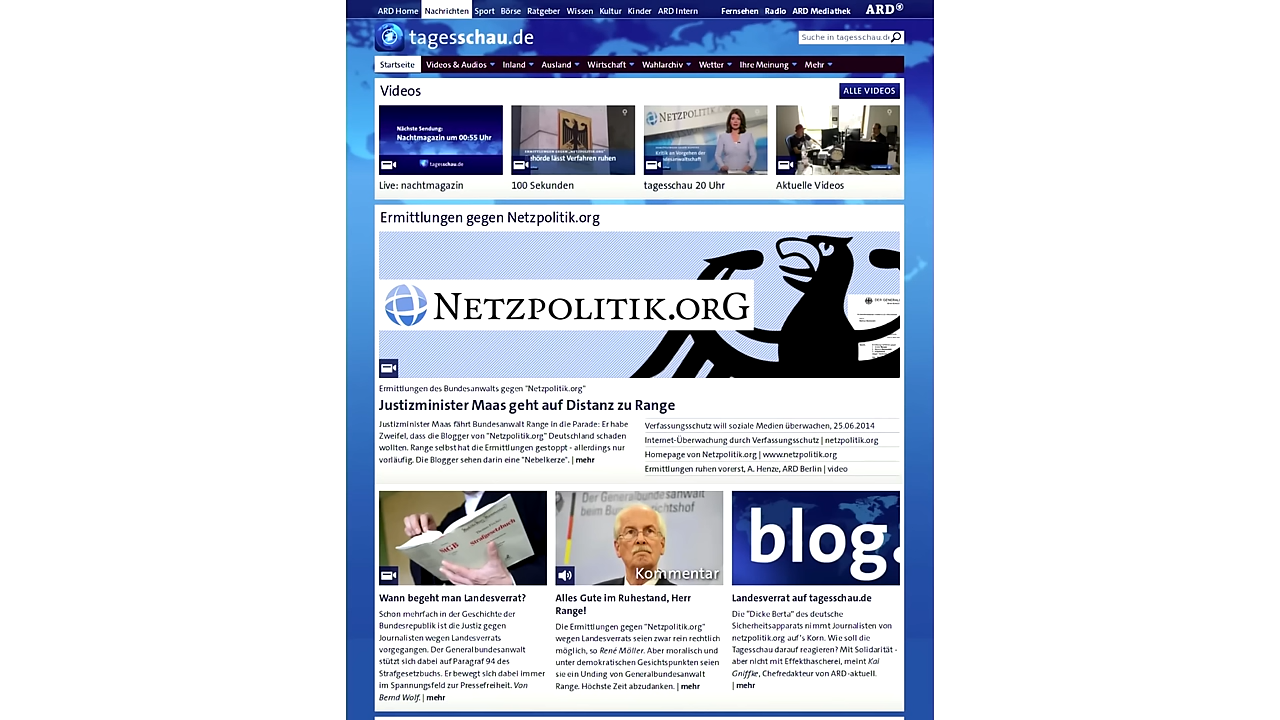 ARD Home Nachrichten Sport Börse Ratgeber Wissen Kultur Kinder ARD Intern Fernsehen Radio ARD Mediathek ARD
tagesschau.de
Suche in tagesschau.de
Startseite Videos & Audios Inland Ausland Wirtschaft Wahlarchiv Wetter Ihre Meinung Mehr
Videos ALLE VIDEOS
Nächste Sendung:
Nachtmagazin um 00:55 Uhr
tagesschau.de
ehörde lässt Verfahren ruhen
NETZPOLITIK
Kritik an Vorgehen der
desanwaltschaft
Live: nachtmagazin
100 Sekunden
tagesschau 20 Uhr
Aktuelle Videos
Ermittlungen gegen Netzpolitik.org
NETZPOLITIK.ORG
DER GENERAL
Ermittlungen des Bundesanwalts gegen "Netzpolitik.org"
Justizminister Maas geht auf Distanz zu Range
Justizminister Maas fährt Bundesanwalt Range in die Parade: Er habe
Zweifel, dass die Blogger von "Netzpolitik.org" Deutschland schaden
wollten. Range selbst hat die Ermittlungen gestoppt - allerdings nur
vorläufig. Die Blogger sehen darin eine "Nebelkerze". | mehr
Verfassungsschutz will soziale Medien überwachen, 25.06.2014
Internet-Überwachung durch Verfassungsschutz | netzpolitik.org
Homepage von Netzpolitik.org | www.netzpolitik.org
Ermittlungen ruhen vorerst, A. Henze, ARD Berlin | video
StGB
Strafgesetzbuch
Wann begeht man Landesverrat?
Schon mehrfach in der Geschichte der
Bundesrepublik ist die Justiz gegen
Journalisten wegen Landesverrats
vorgegangen. Der Generalbundesanwalt
stützt sich dabei auf Paragraf 94 des
Strafgesetzbuchs. Er bewegt sich dabei immer
im Spannungsfeld zur Pressefreiheit. Von
Bernd Wolf. | mehr
Der Generalbundesanwalt
beim Bu
htshof
Kommentar
Alles Gute im Ruhestand, Herr
Range!
Die Ermittlungen gegen "Netzpolitik.org"
wegen Landesverrats seien zwar rein rechtlich
möglich, so René Möller. Aber moralisch und
unter demokratischen Gesichtspunkten seien
sie ein Unding von Generalbundesanwalt
Range. Höchste Zeit abzudanken. | mehr
blog.
Landesverrat auf tagesschau.de
Die "Dicke Berta" des deutsche
Sicherheitsapparats nimmt Journalisten von
netzpolitik.org auf's Korn. Wie soll die
Tagesschau darauf reagieren? Mit Solidarität -
aber nicht mit Effekthascherei, meint Kai
Gniffke, Chefredakteur von ARD-aktuell.
| mehr